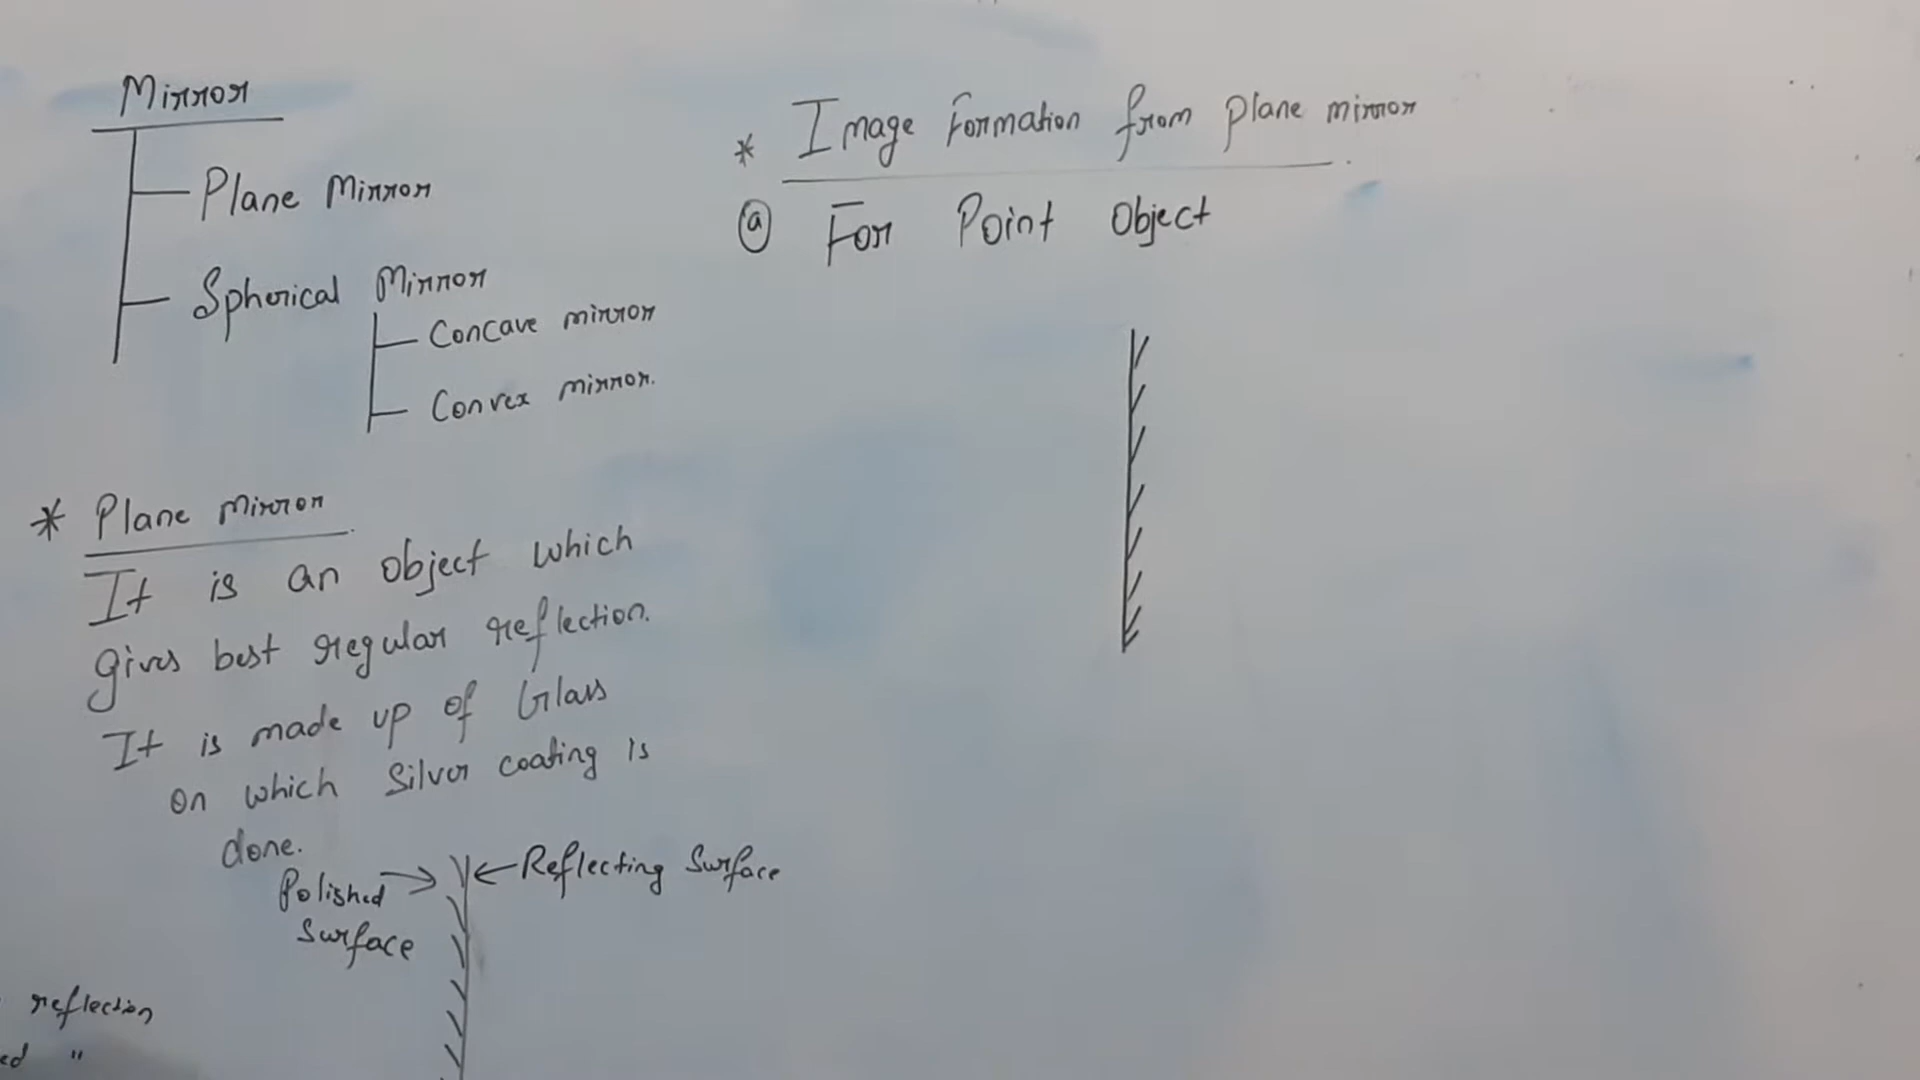 Mirror
Plane Mirror
Spherical Mirror
Concave mirror
Convex mirror.
* Plane mirror
It is an object which
gives best regular reflection.
It is made up of Glass
on which Silver coating is
done.
Polished → ← Reflecting Surface
Surface
reflection
ed "
* Image Formation from plane mirror
ⓐ For Point Object